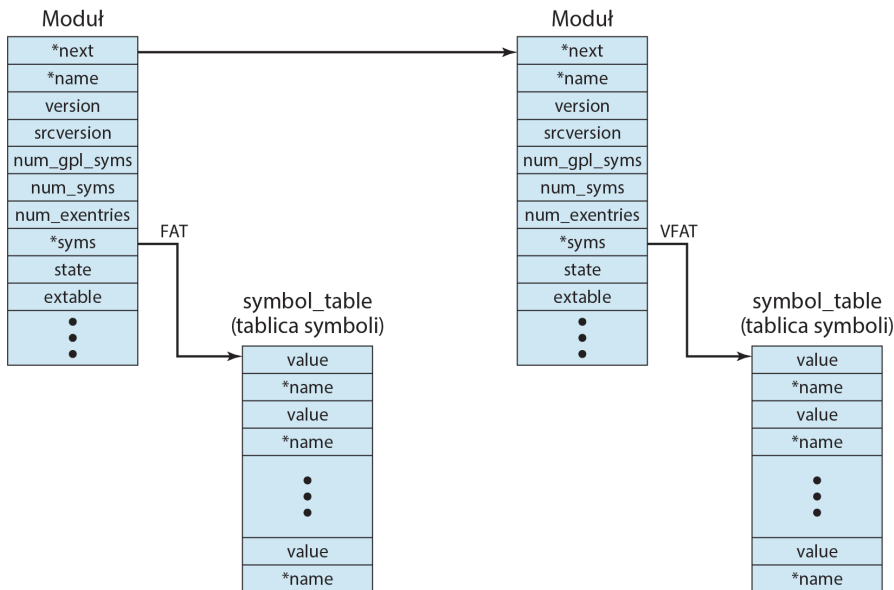 Moduł
*next
*name
version
srcversion
num_gpl_syms
num_syms
num_exentries
*syms
state
extable
FAT
symbol_table
(tablica symboli)
value
*name
value
*name
value
*name
Moduł
*next
*name
version
srcversion
num_gpl_syms
num_syms
num_exentries
*syms
state
extable
VFAT
symbol_table
(tablica symboli)
value
*name
value
*name
value
*name